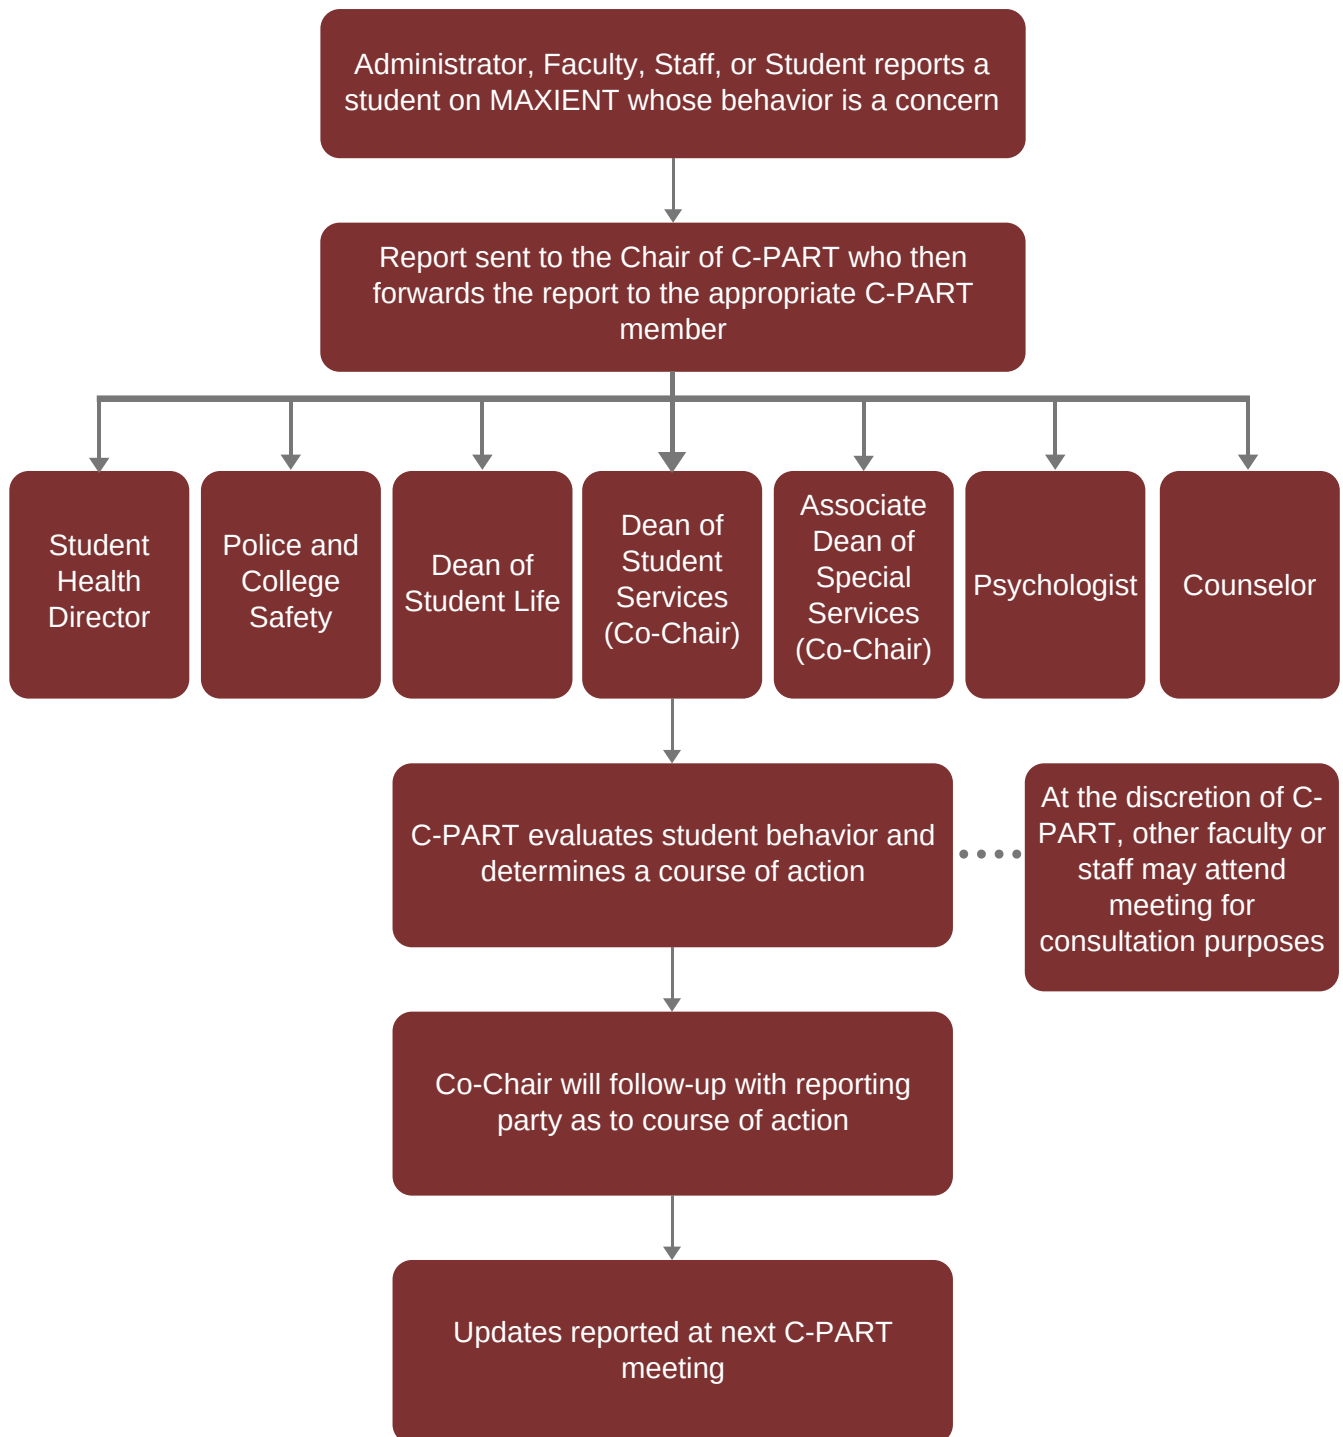 Administrator, Faculty, Staff, or Student reports a
student on MAXIENT whose behavior is a concern
Report sent to the Chair of C-PART who then
forwards the report to the appropriate C-PART
member
Student
Health
Director
Police and
College
Safety
Dean of
Student Life
Dean of
Student
Services
(Co-Chair)
Associate
Dean of
Special
Services
(Co-Chair)
Psychologist
Counselor
C-PART evaluates student behavior and
determines a course of action
At the discretion of C-
PART, other faculty or
staff may attend
meeting for
consultation purposes
Co-Chair will follow-up with reporting
party as to course of action
Updates reported at next C-PART
meeting